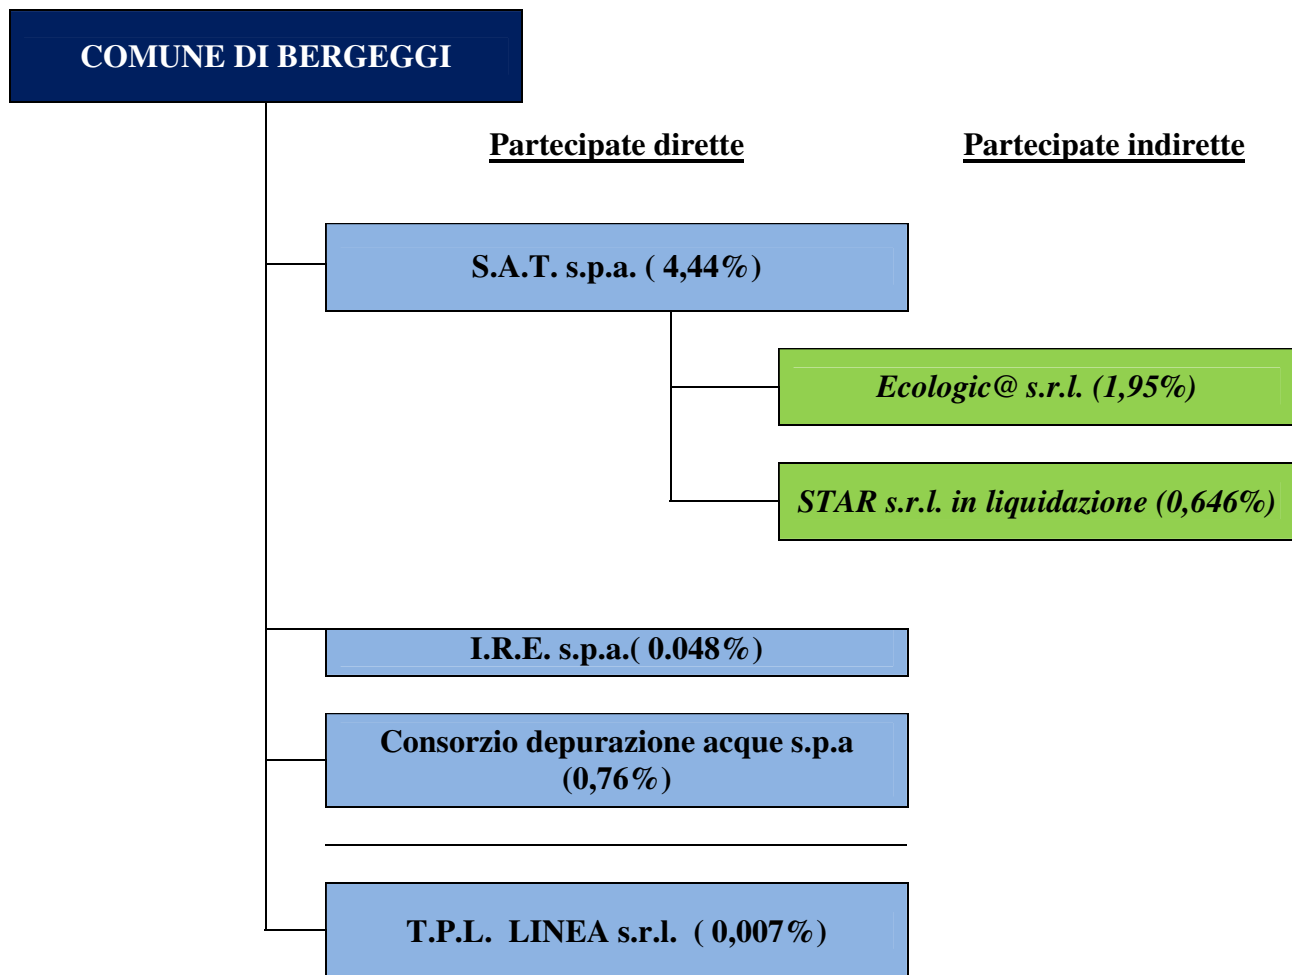 COMUNE DI BERGEGGI
Partecipate dirette
Partecipate indirette
S.A.T. s.p.a. ( 4,44%)
Ecologic@ s.r.l. (1,95%)
STAR s.r.l. in liquidazione (0,646%)
I.R.E. s.p.a.( 0.048%)
Consorzio depurazione acque s.p.a
(0,76%)
T.P.L. LINEA s.r.l. ( 0,007%)